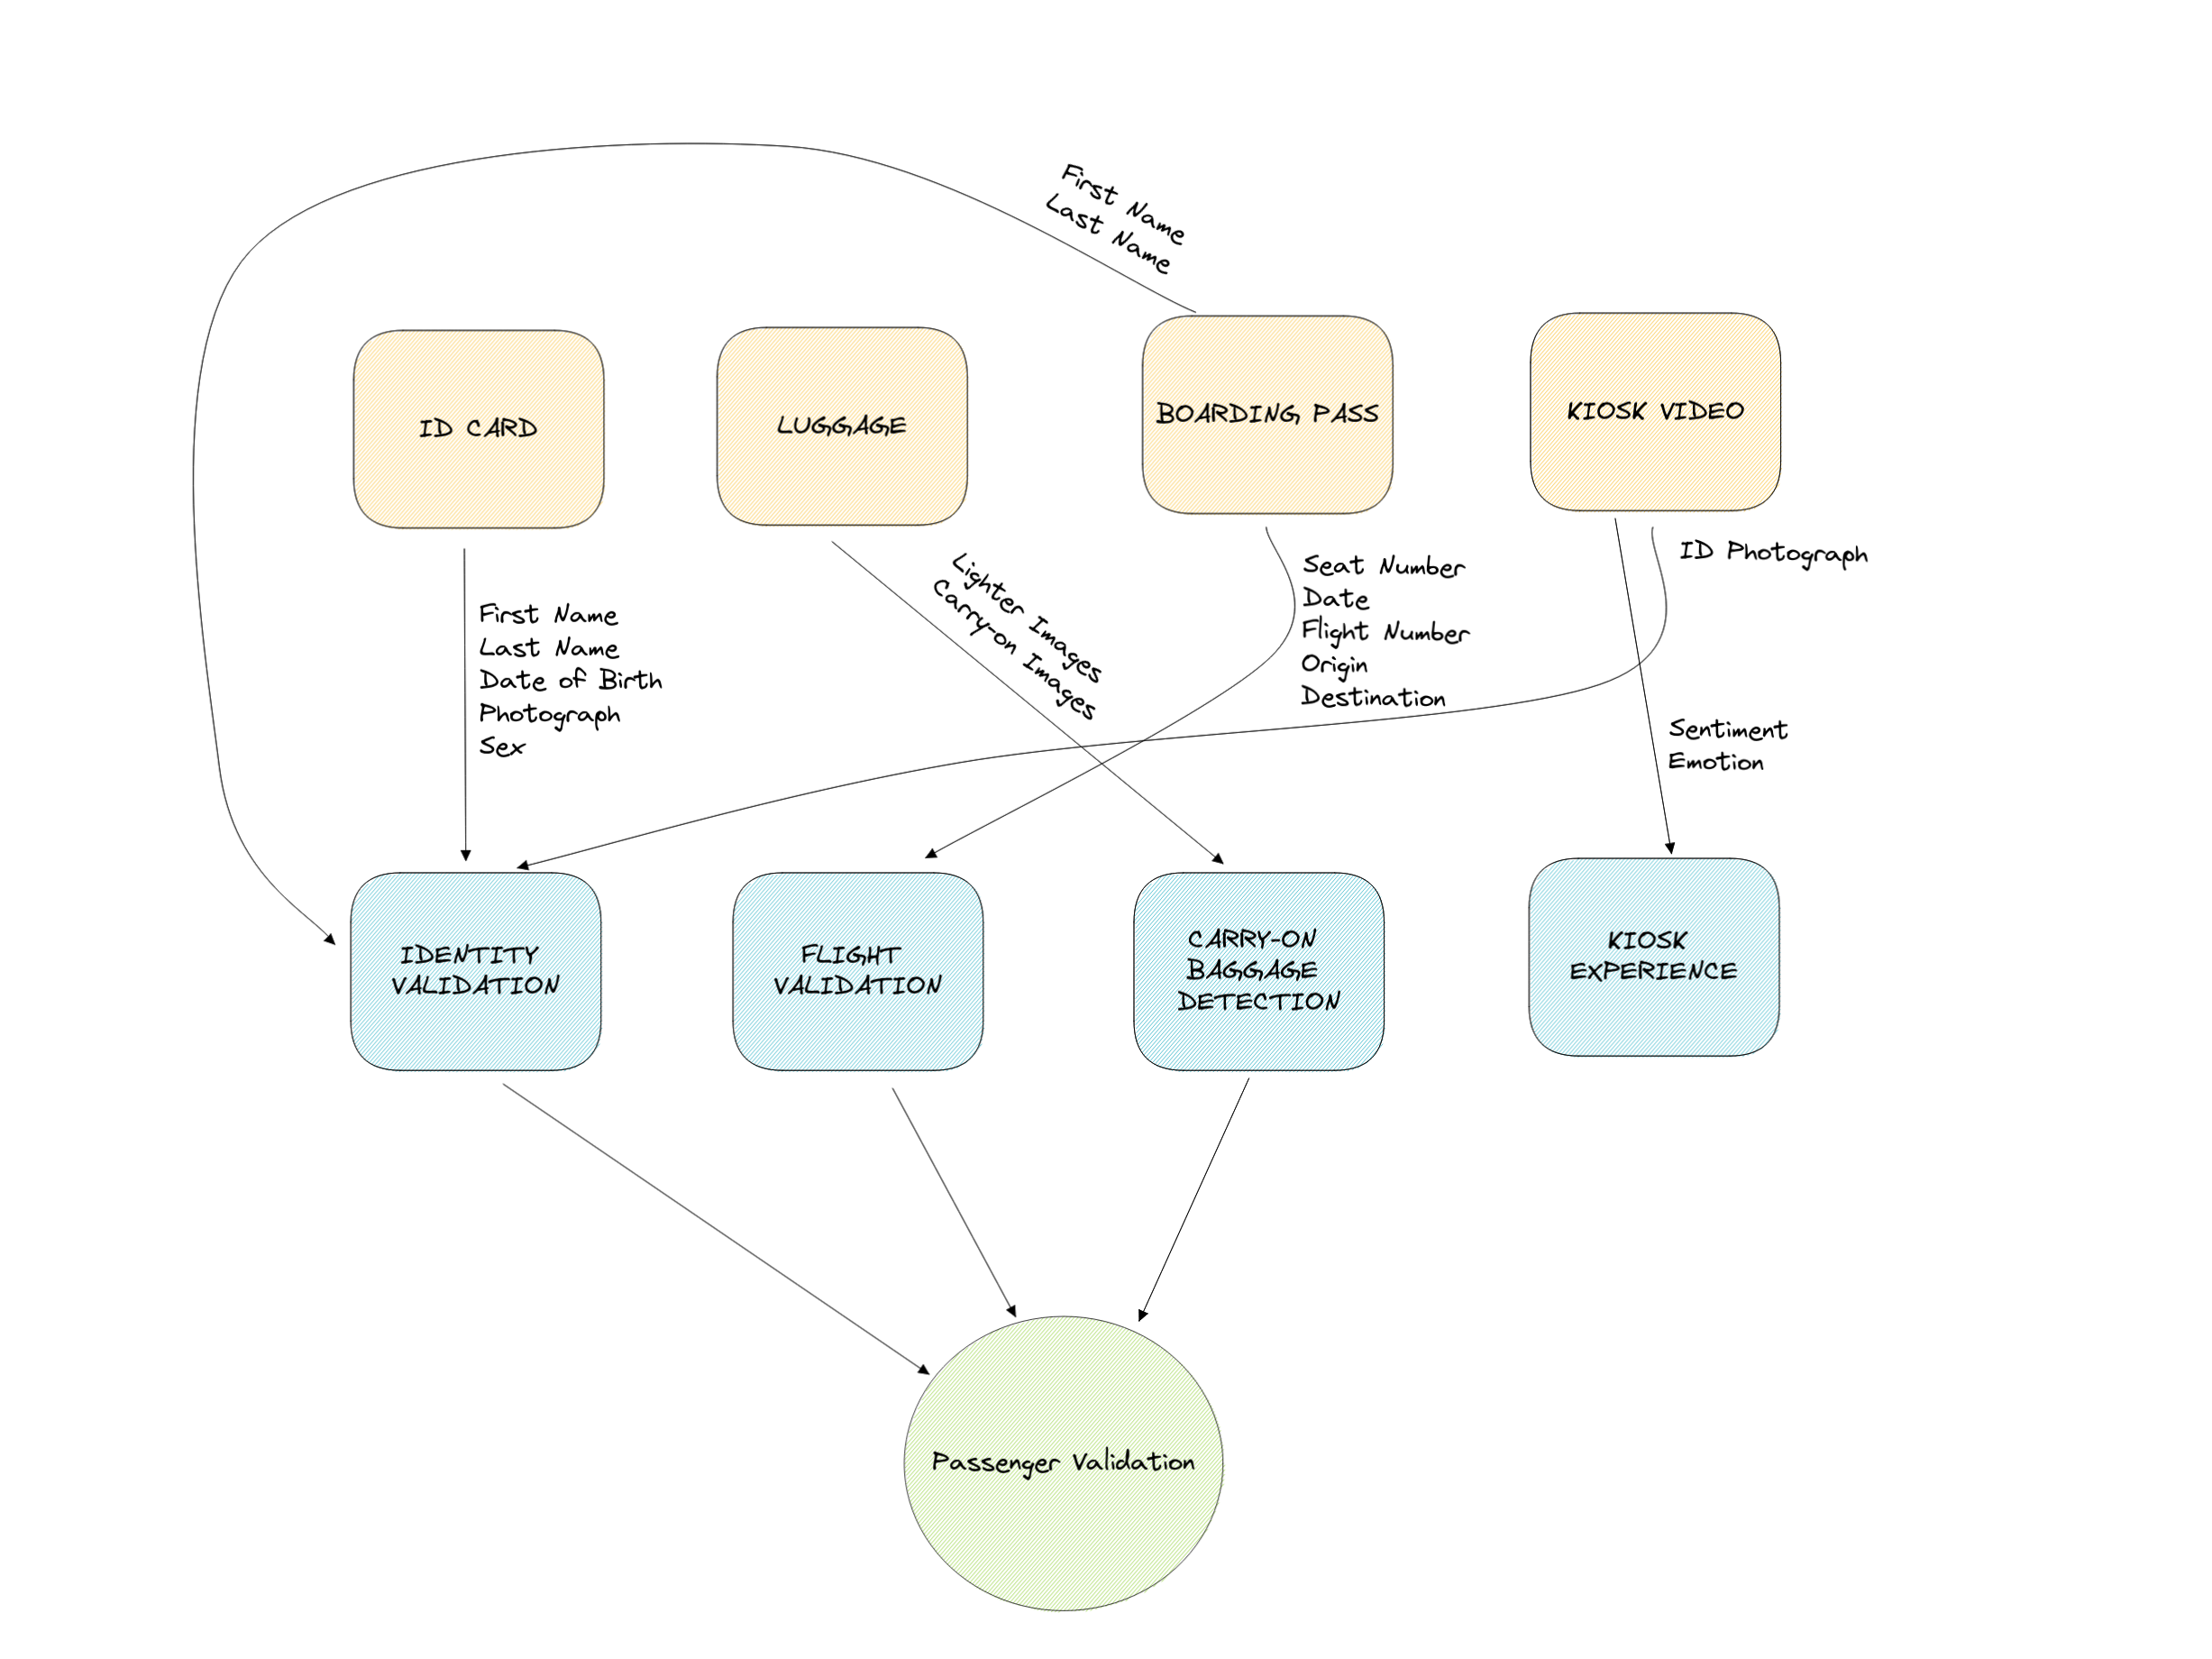 First Name
Last Name
ID CARD
LUGGAGE
BOARDING PASS
KIOSK VIDEO
First Name
Last Name
Date of Birth
Photograph
Sex
Lighter Images
Carry-on Images
Seat Number
Date
Flight Number
Origin
Destination
ID Photograph
Sentiment
Emotion
IDENTITY
VALIDATION
FLIGHT
VALIDATION
CARRY-ON
BAGGAGE
DETECTION
KIOSK
EXPERIENCE
Passenger Validation